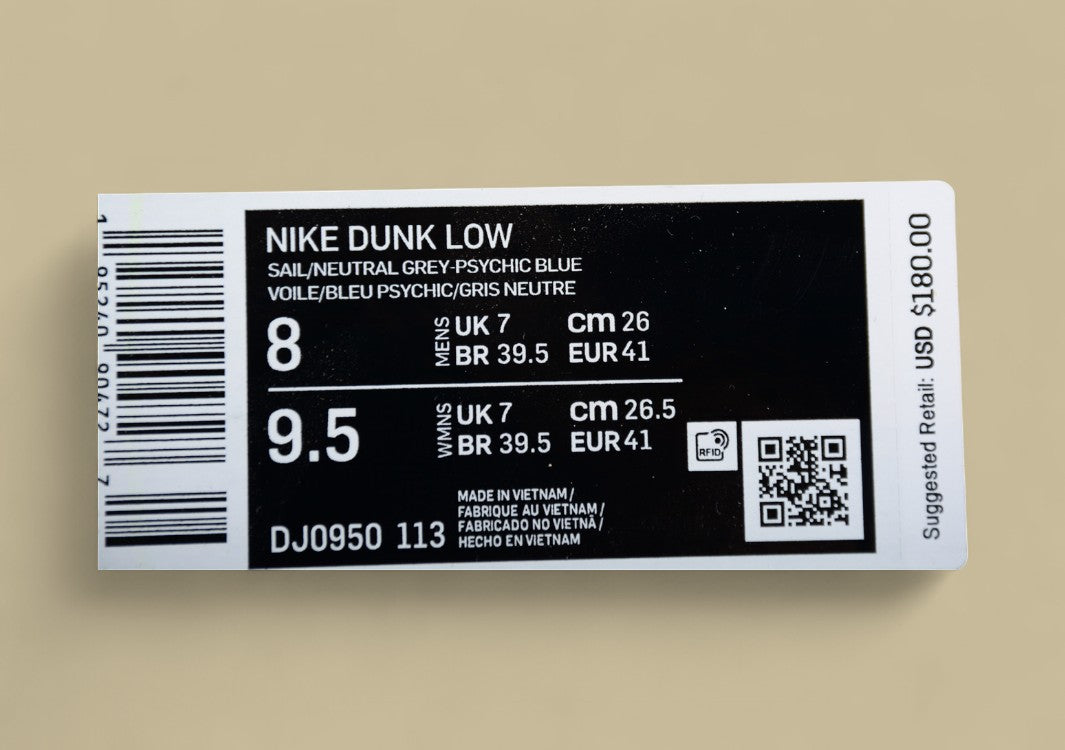 NIKE DUNK LOW
SAIL/NEUTRAL GREY-PSYCHIC BLUE
VOILE/BLEU PSYCHIC/GRIS NEUTRE
8
MENS
UK 7 cm 26
BR 39.5 EUR 41
9.5
WMNS
UK 7 cm 26.5
BR 39.5 EUR 41
RFID
DJ0950 113
MADE IN VIETNAM /
FABRIQUE AU VIETNAM /
FABRICADO NO VIETNÃ /
HECHO EN VIETNAM
Suggested Retail: USD $180.00